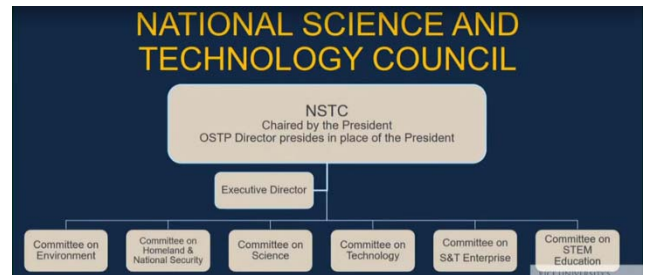 NATIONAL SCIENCE AND
TECHNOLOGY COUNCIL
NSTC
Chaired by the President
OSTP Director presides in place of the President
Executive Director
Committee on
Environment
Committee on
Homeland &
National Security
Committee on
Science
Committee on
Technology
Committee on
S&T Enterprise
Committee on
STEM
Education